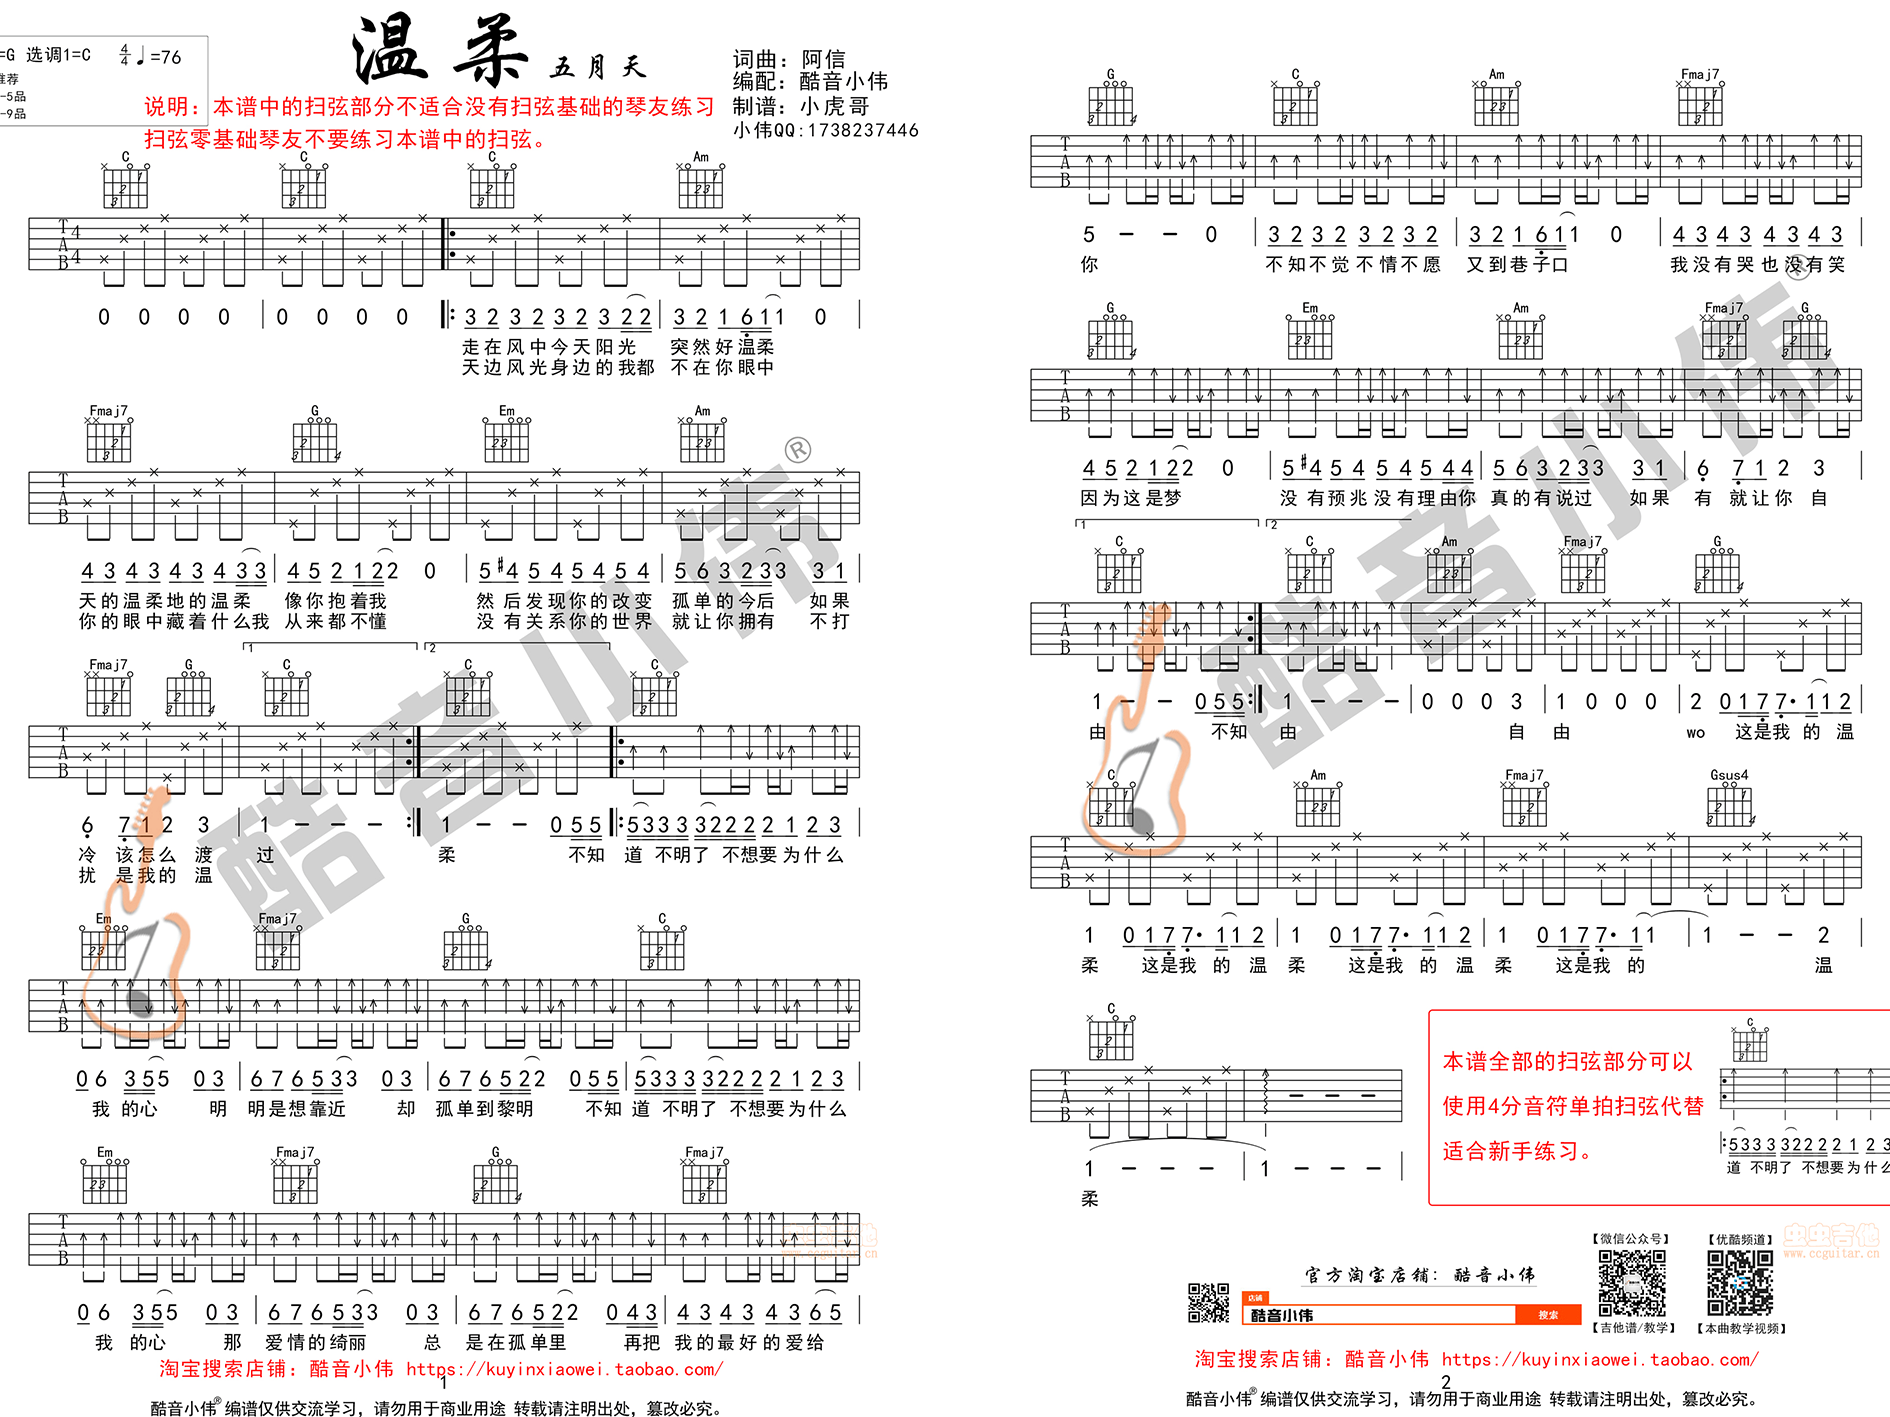 =G 选调1=C 4/4 ♩=76
推荐
-5品
-9品
温柔 五月天
词曲：阿信
编配：酷音小伟
制谱：小虎哥
小伟QQ:1738237446
说明：本谱中的扫弦部分不适合没有扫弦基础的琴友练习
扫弦零基础琴友不要练习本谱中的扫弦。
C C C Am
T A B 4 4
0 0 0 0 0 0 0 0 3 2 3 2 3 2 3 2 2 3 2 1 6 1 1 0
走在风中今天阳光 突然好温柔
天边风光身边的我都 不在你眼中
Fmaj7 G Em Am
T A B
4 3 4 3 4 3 4 3 3 4 5 2 1 2 2 0 5 #4 5 4 5 4 5 4 5 6 3 2 3 3 3 1
天的温柔地的温柔 像你抱着我 然后发现你的改变 孤单的今后 如果
你的眼中藏着什么我 从来都不懂 没有关系你的世界 就让你拥有 不打
1 2
Fmaj7 G C C C
T A B
6 7 1 2 3 1 - - - 1 - - 0 5 5 5 3 3 3 3 3 2 2 2 2 2 1 2 3
冷 该怎么渡 过 柔 不知 道 不明了 不想要为什么
扰 是我的温
Em Fmaj7 G C
T A B
0 6 3 5 5 0 3 6 7 6 5 3 3 0 3 6 7 6 5 2 2 0 5 5 5 3 3 3 3 3 2 2 2 2 2 1 2 3
我 的心 明 明是想靠近 却 孤单到黎明 不知 道 不明了 不想要为什么
Em Fmaj7 G Fmaj7
T A B
0 6 3 5 5 0 3 6 7 6 5 3 3 0 3 6 7 6 5 2 2 0 4 3 4 3 4 3 4 3 6 5
我 的心 那 爱情的绮丽 总 是在孤单里 再把 我的最好的爱给
淘宝搜索店铺：酷音小伟 https://kuyinxiaowei.taobao.com/
1
酷音小伟® 编谱仅供交流学习，请勿用于商业用途 转载请注明出处，篡改必究。
G C Am Fmaj7
T A B
5 - - 0 3 2 3 2 3 2 3 2 3 2 1 6 1 1 0 4 3 4 3 4 3 4 3
你 不知不觉不情不愿 又到巷子口 我没有哭也没有笑
G Em Am Fmaj7 G
T A B
4 5 2 1 2 2 0 5 #4 5 4 5 4 5 4 4 5 6 3 2 3 3 3 1 6 7 1 2 3
因为这是梦 没有预兆没有理由你 真的有说过 如果 有 就让你 自
1 2
C C Am Fmaj7 G
T A B
1 - - 0 5 5 1 - - 0 0 0 3 1 0 0 0 2 0 1 7 7· 1 1 2
由 不知 由 自 由 wo 这是我 的 温
C Am Fmaj7 Gsus4
T A B
1 0 1 7 7· 1 1 2 1 0 1 7 7· 1 1 2 1 0 1 7 7· 1 1 1 - - 2
柔 这是我 的 温 柔 这是我 的 温 柔 这是我 的 温
C
T A B
1 - - - 1 - - -
柔
本谱全部的扫弦部分可以
使用4分音符单拍扫弦代替
适合新手练习。
C
5 3 3 3 3 3 2 2 2 2 2 1 2 3
道 不明了 不想要为什么
酷音小伟®
虫虫吉他
www.ccguitar.cn
【微信公众号】
【优酷频道】
官方淘宝店铺：酷音小伟
店铺
酷音小伟 搜索
【吉他谱/教学】
【本曲教学视频】
淘宝搜索店铺：酷音小伟 https://kuyinxiaowei.taobao.com/
2
酷音小伟® 编谱仅供交流学习，请勿用于商业用途 转载请注明出处，篡改必究。